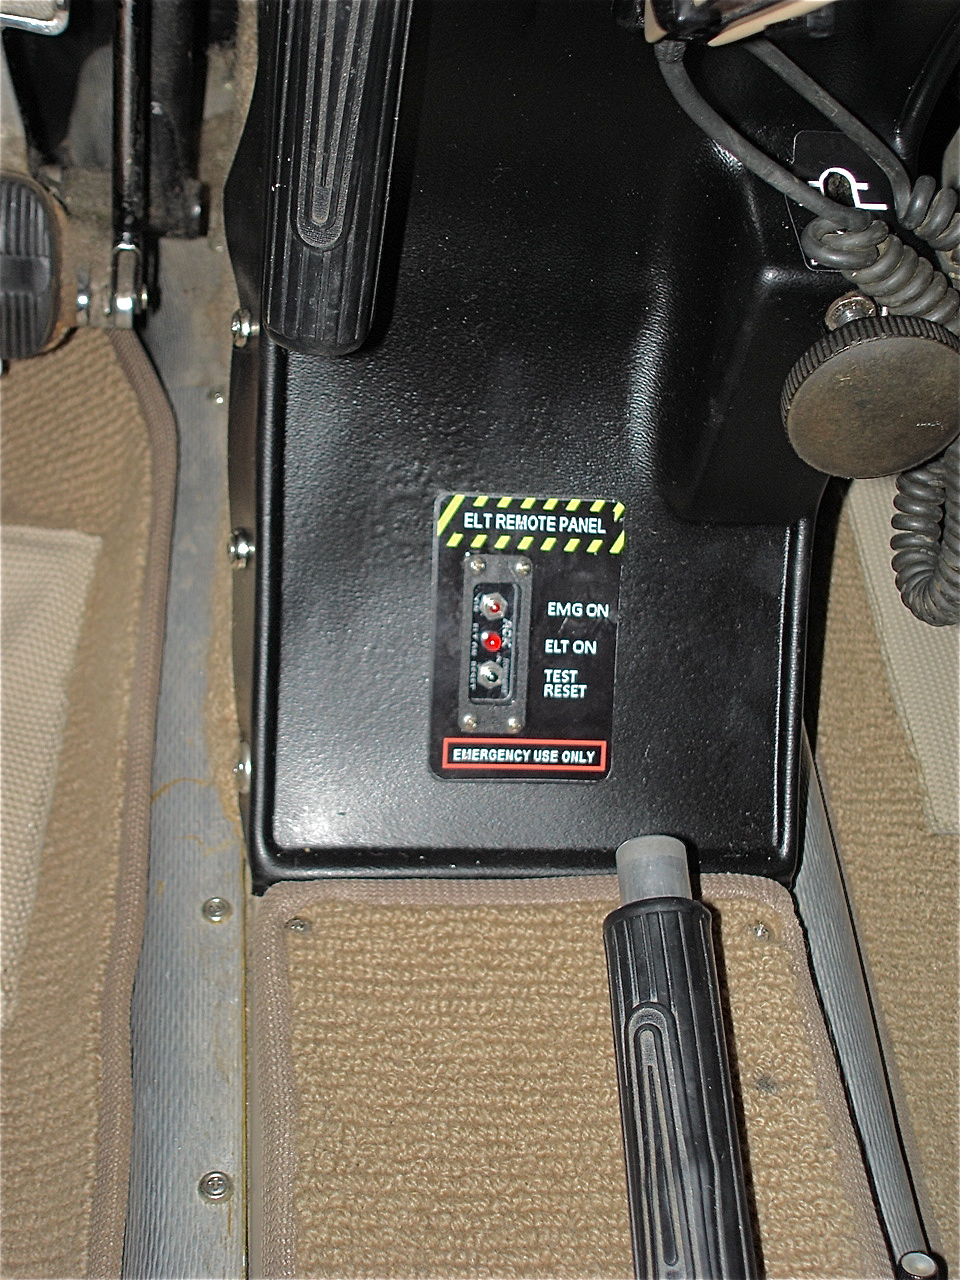 ELT REMOTE PANEL
EMG ON
ELT ON
TEST
RESET
EMERGENCY USE ONLY